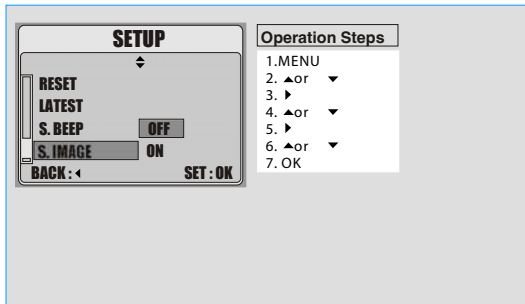 SETUP
RESET
LATEST
S. BEEP OFF
S. IMAGE ON
BACK : ◂ SET : OK
Operation Steps
1.MENU
2. ▲or ▼
3. ▶
4. ▲or ▼
5. ▶
6. ▲or ▼
7. OK